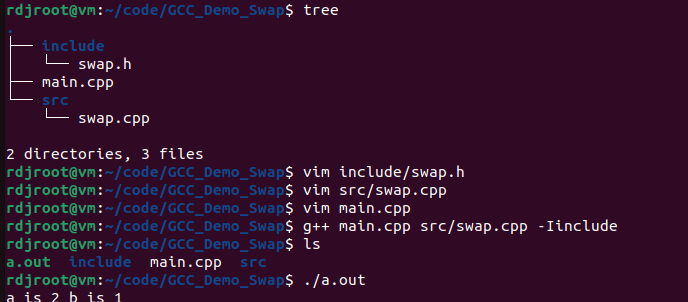 rdjroot@vm:~/code/GCC_Demo_Swap$ tree
.
├── include
│   └── swap.h
├── main.cpp
└── src
    └── swap.cpp
2 directories, 3 files
rdjroot@vm:~/code/GCC_Demo_Swap$ vim include/swap.h
rdjroot@vm:~/code/GCC_Demo_Swap$ vim src/swap.cpp
rdjroot@vm:~/code/GCC_Demo_Swap$ vim main.cpp
rdjroot@vm:~/code/GCC_Demo_Swap$ g++ main.cpp src/swap.cpp -Iinclude
rdjroot@vm:~/code/GCC_Demo_Swap$ ls
a.out  include  main.cpp  src
rdjroot@vm:~/code/GCC_Demo_Swap$ ./a.out
a is 2 b is 1